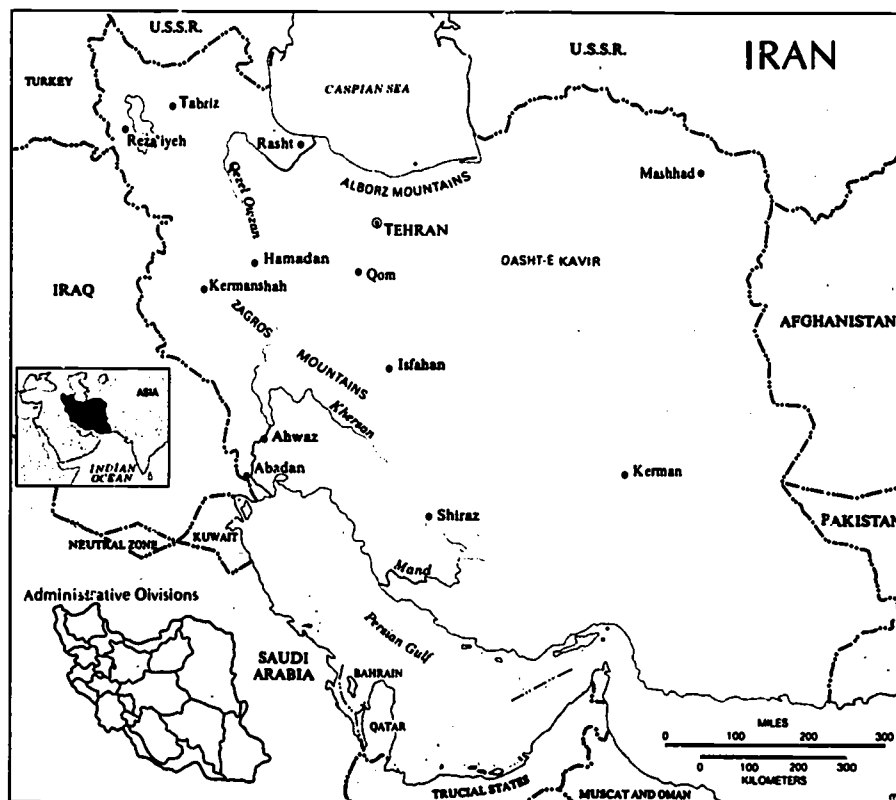 U.S.S.R.
U.S.S.R.
IRAN
TURKEY
CASPIAN SEA
Tabriz
Reza'iyeh
Rasht
Mashhad
ALBORZ MOUNTAINS
Qezel Owzan
TEHRAN
Hamadan
Qom
OASHT-E KAVIR
Kermanshah
IRAQ
ZAGROS
MOUNTAINS
AFGHANISTAN
Isfahan
ASIA
INDIAN
OCEAN
Kherson
Ahwaz
Abadan
Kerman
Shiraz
PAKISTAN
NEUTRAL ZONE
KUWAIT
Mand
Administrative Divisions
Persian Gulf
SAUDI
ARABIA
BAHRAIN
QATAR
MILES
0 100 200 300
0 100 200 300
KILOMETERS
TRUCIAL STATES
MUSCAT AND OMAN